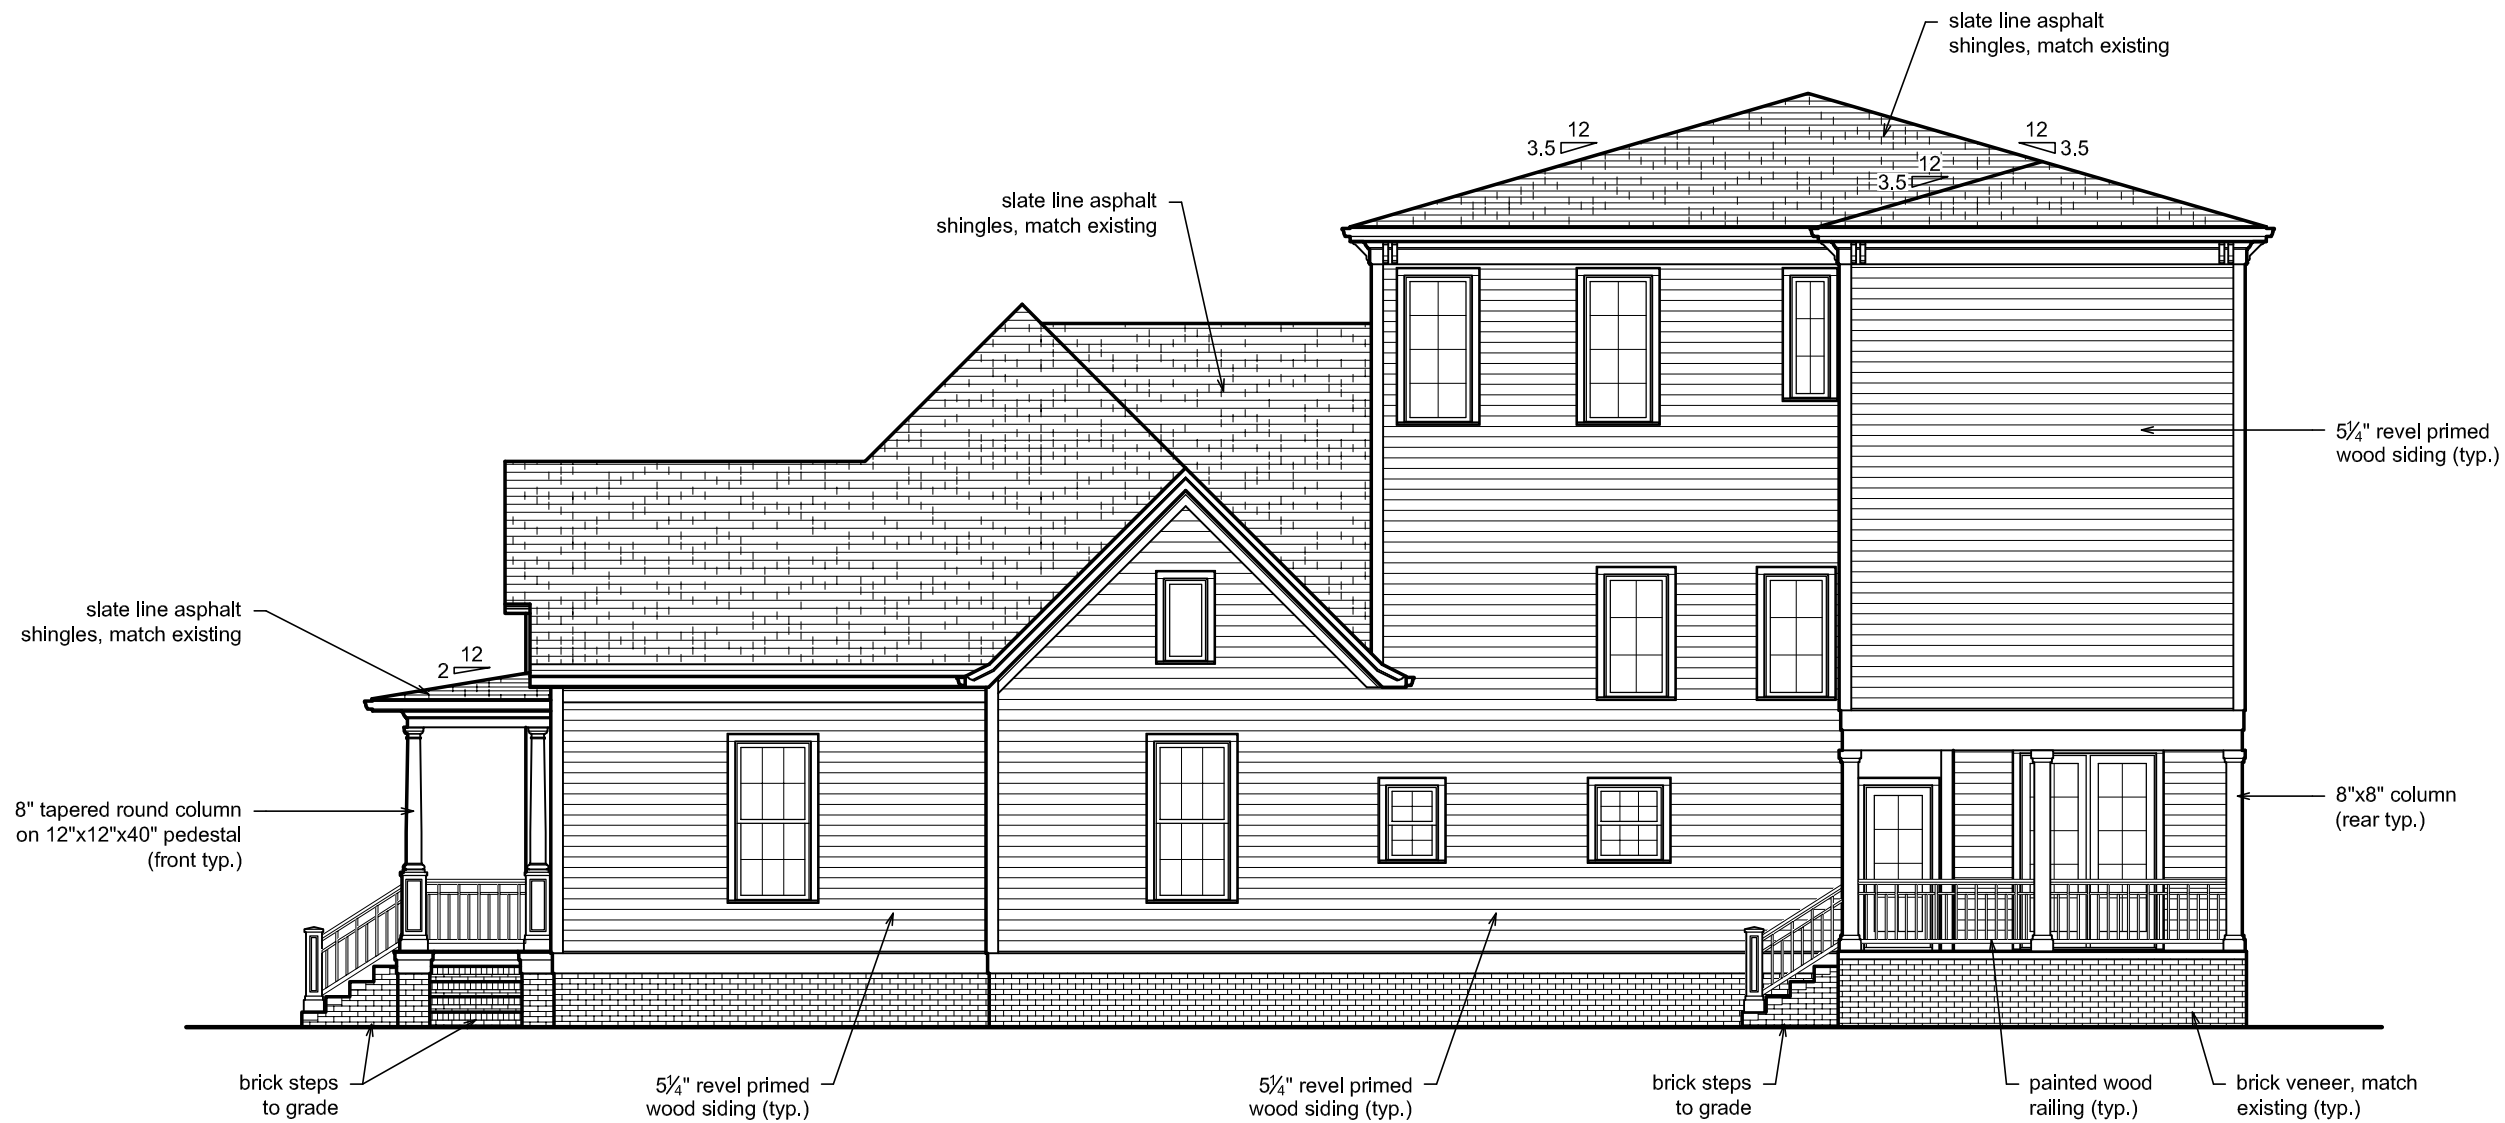 slate line asphalt
shingles, match existing
12
3.5
12
3.5
12
3.5
slate line asphalt
shingles, match existing
5¼" revel primed
wood siding (typ.)
slate line asphalt
shingles, match existing
12
2
8" tapered round column
on 12"x12"x40" pedestal
(front typ.)
8"x8" column
(rear typ.)
brick steps
to grade
5¼" revel primed
wood siding (typ.)
5¼" revel primed
wood siding (typ.)
brick steps
to grade
painted wood
railing (typ.)
brick veneer, match
existing (typ.)